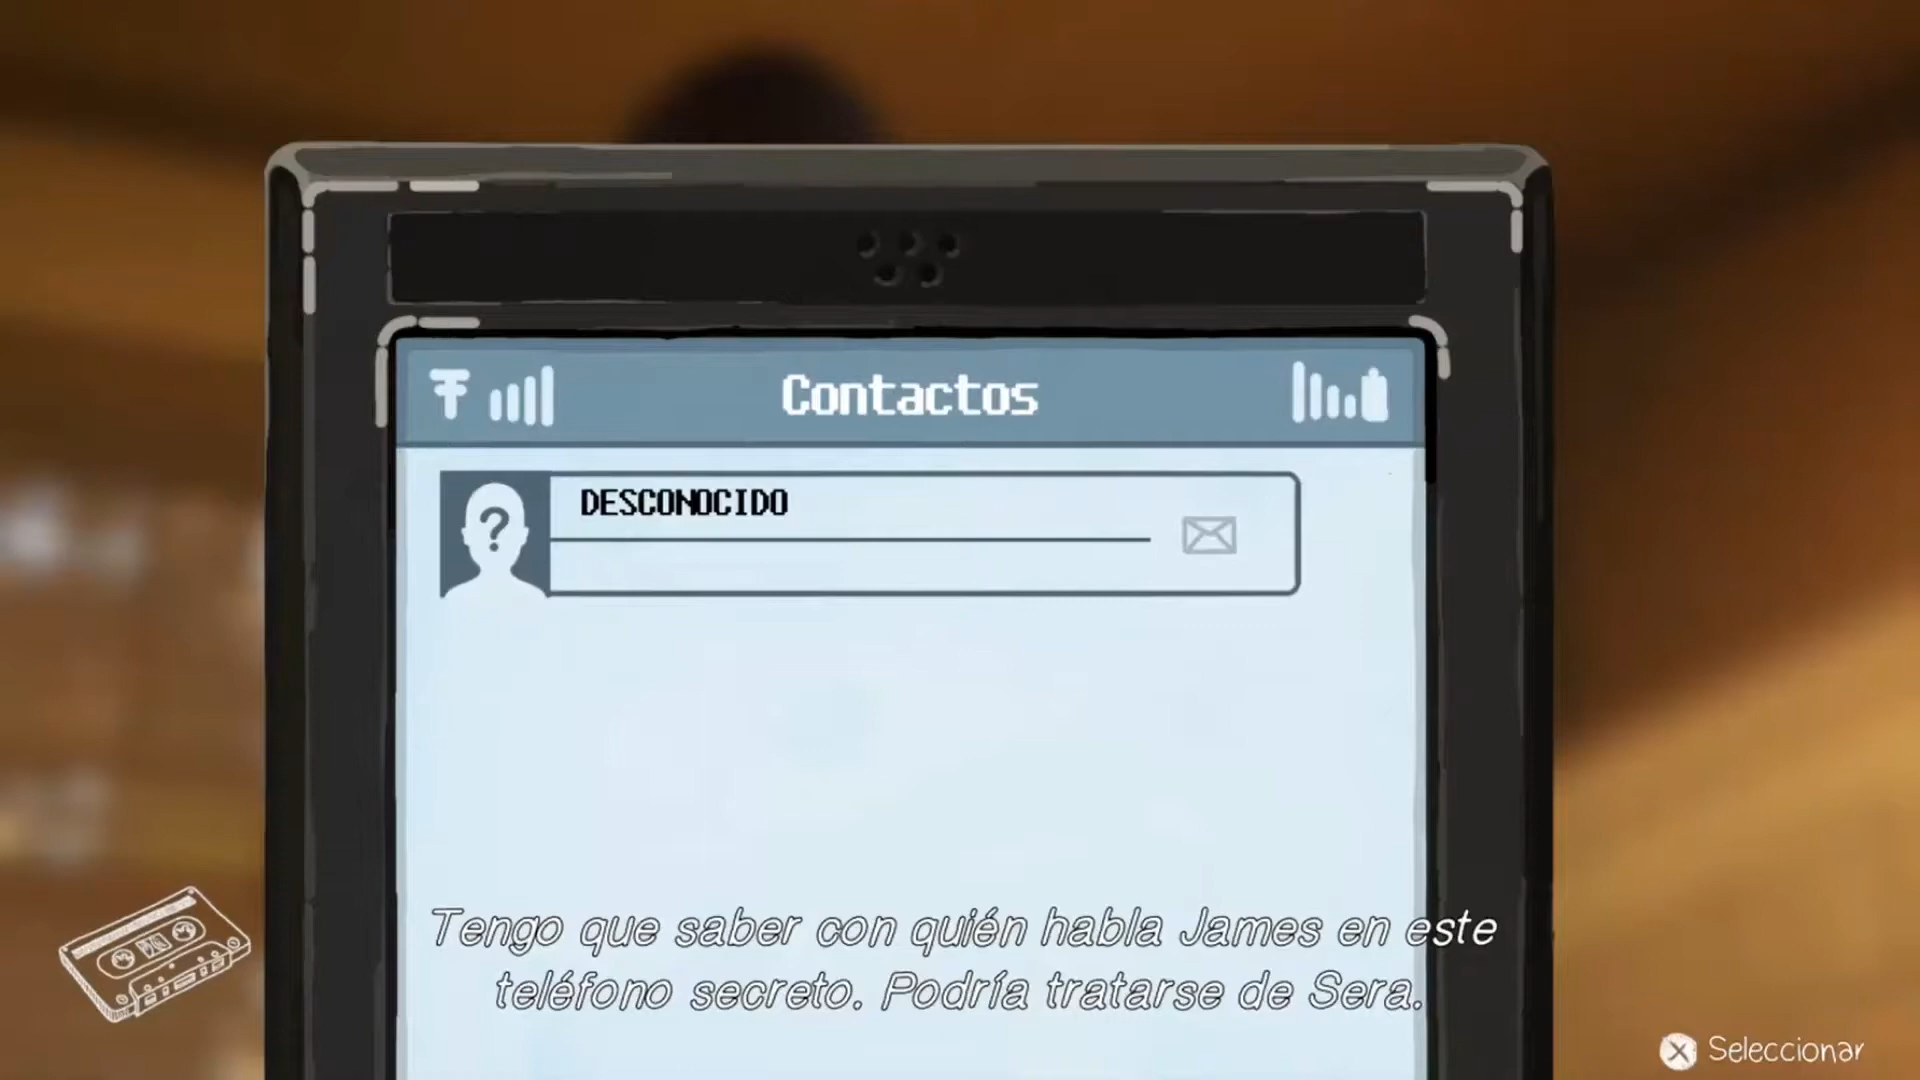 Contactos
DESCONOCIDO
Tengo que saber con quién habla James en este
teléfono secreto. Podría tratarse de Sera.
Seleccionar